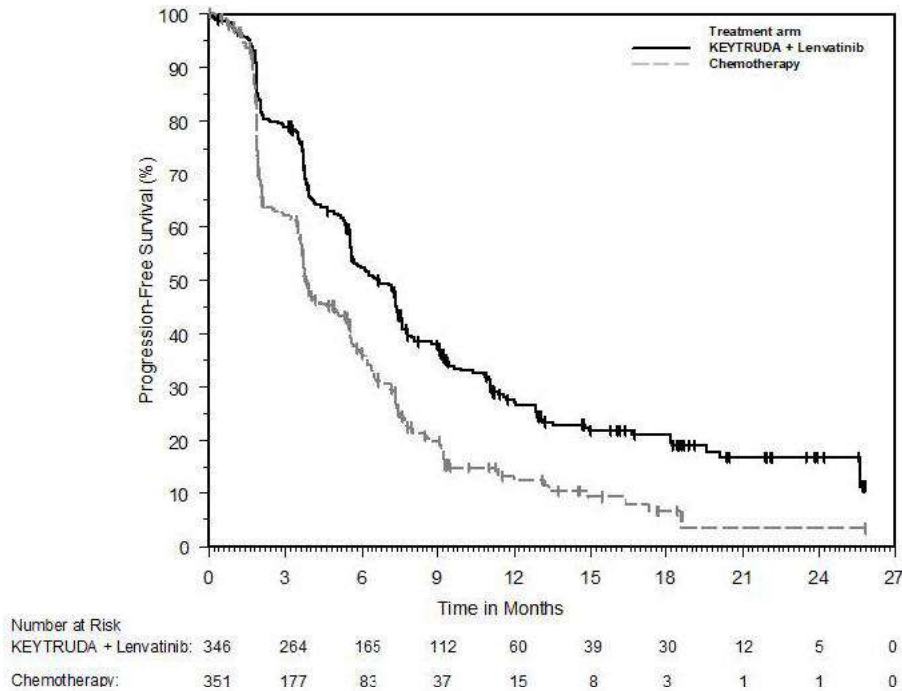 Treatment arm
KEYTRUDA + Lenvatinib
Chemotherapy
Progression-Free Survival (%)
100
90
80
70
60
50
40
30
20
10
0
0 3 6 9 12 15 18 21 24 27
Time in Months
Number at Risk
KEYTRUDA + Lenvatinib: 346 264 165 112 60 39 30 12 5 0
Chemotherapy: 351 177 83 37 15 8 3 1 1 0